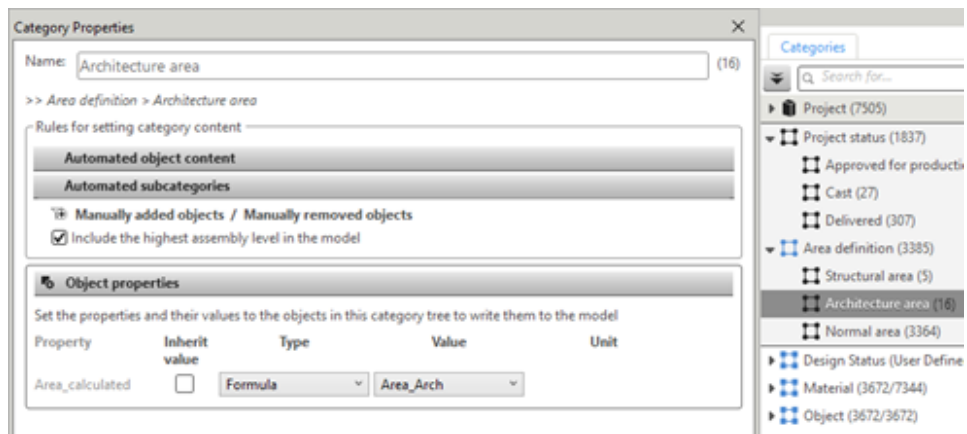 Category Properties
Name: Architecture area (16)
>> Area definition > Architecture area
Rules for setting category content
Automated object content
Automated subcategories
Manually added objects / Manually removed objects
Include the highest assembly level in the model
Object properties
Set the properties and their values to the objects in this category tree to write them to the model
Property Inherit value Type Value Unit
Area_calculated Formula Area_Arch
Categories
Search for...
Project (7505)
Project status (1837)
Approved for producti
Cast (27)
Delivered (307)
Area definition (3385)
Structural area (5)
Architecture area (16)
Normal area (3364)
Design Status (User Define
Material (3672/7344)
Object (3672/3672)